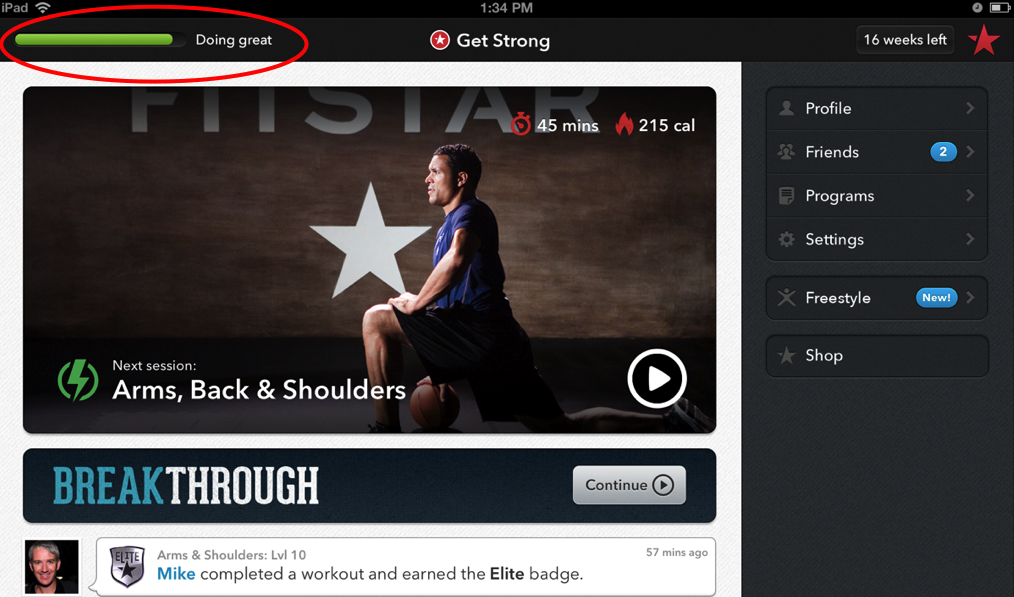 iPad
1:34 PM
Doing great
Get Strong
16 weeks left
FITSTAR
45 mins
215 cal
Next session:
Arms, Back & Shoulders
BREAKTHROUGH
Continue
Arms & Shoulders: Lvl 10
57 mins ago
ELITE
Mike completed a workout and earned the Elite badge.
Profile
Friends
2
Programs
Settings
Freestyle
New!
Shop